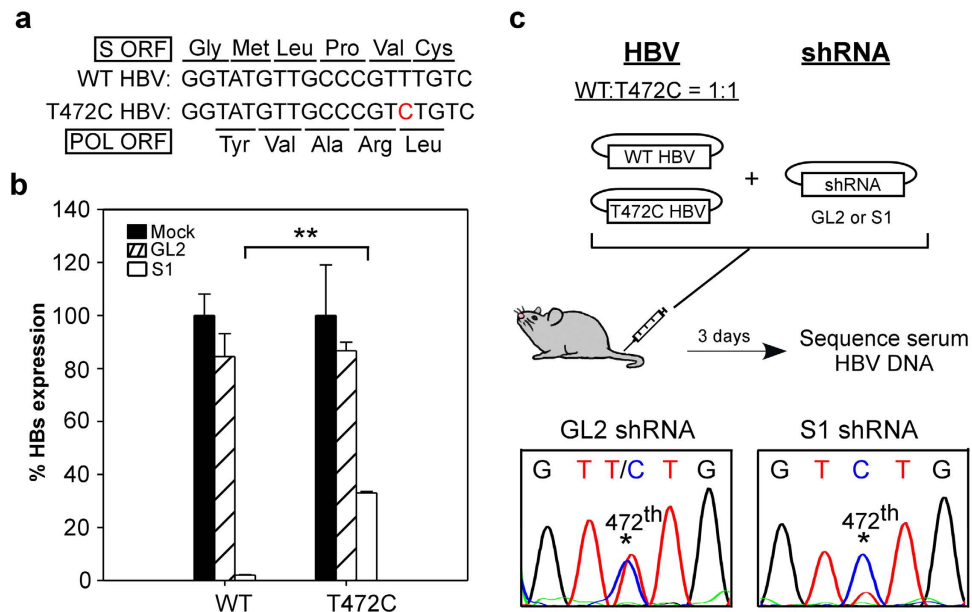 a
S ORF Gly Met Leu Pro Val Cys
WT HBV: GGTATGTTGCCCGTTTGTC
T472C HBV: GGTATGTTGCCCGTCTGTC
POL ORF Tyr Val Ala Arg Leu
b
% HBs expression
140
120
100
80
60
40
20
0
Mock
GL2
S1
**
WT T472C
c
HBV shRNA
WT:T472C = 1:1
WT HBV
T472C HBV
+
shRNA
GL2 or S1
3 days
Sequence serum
HBV DNA
GL2 shRNA
G T T/C T G
472th
*
S1 shRNA
G T C T G
472th
*